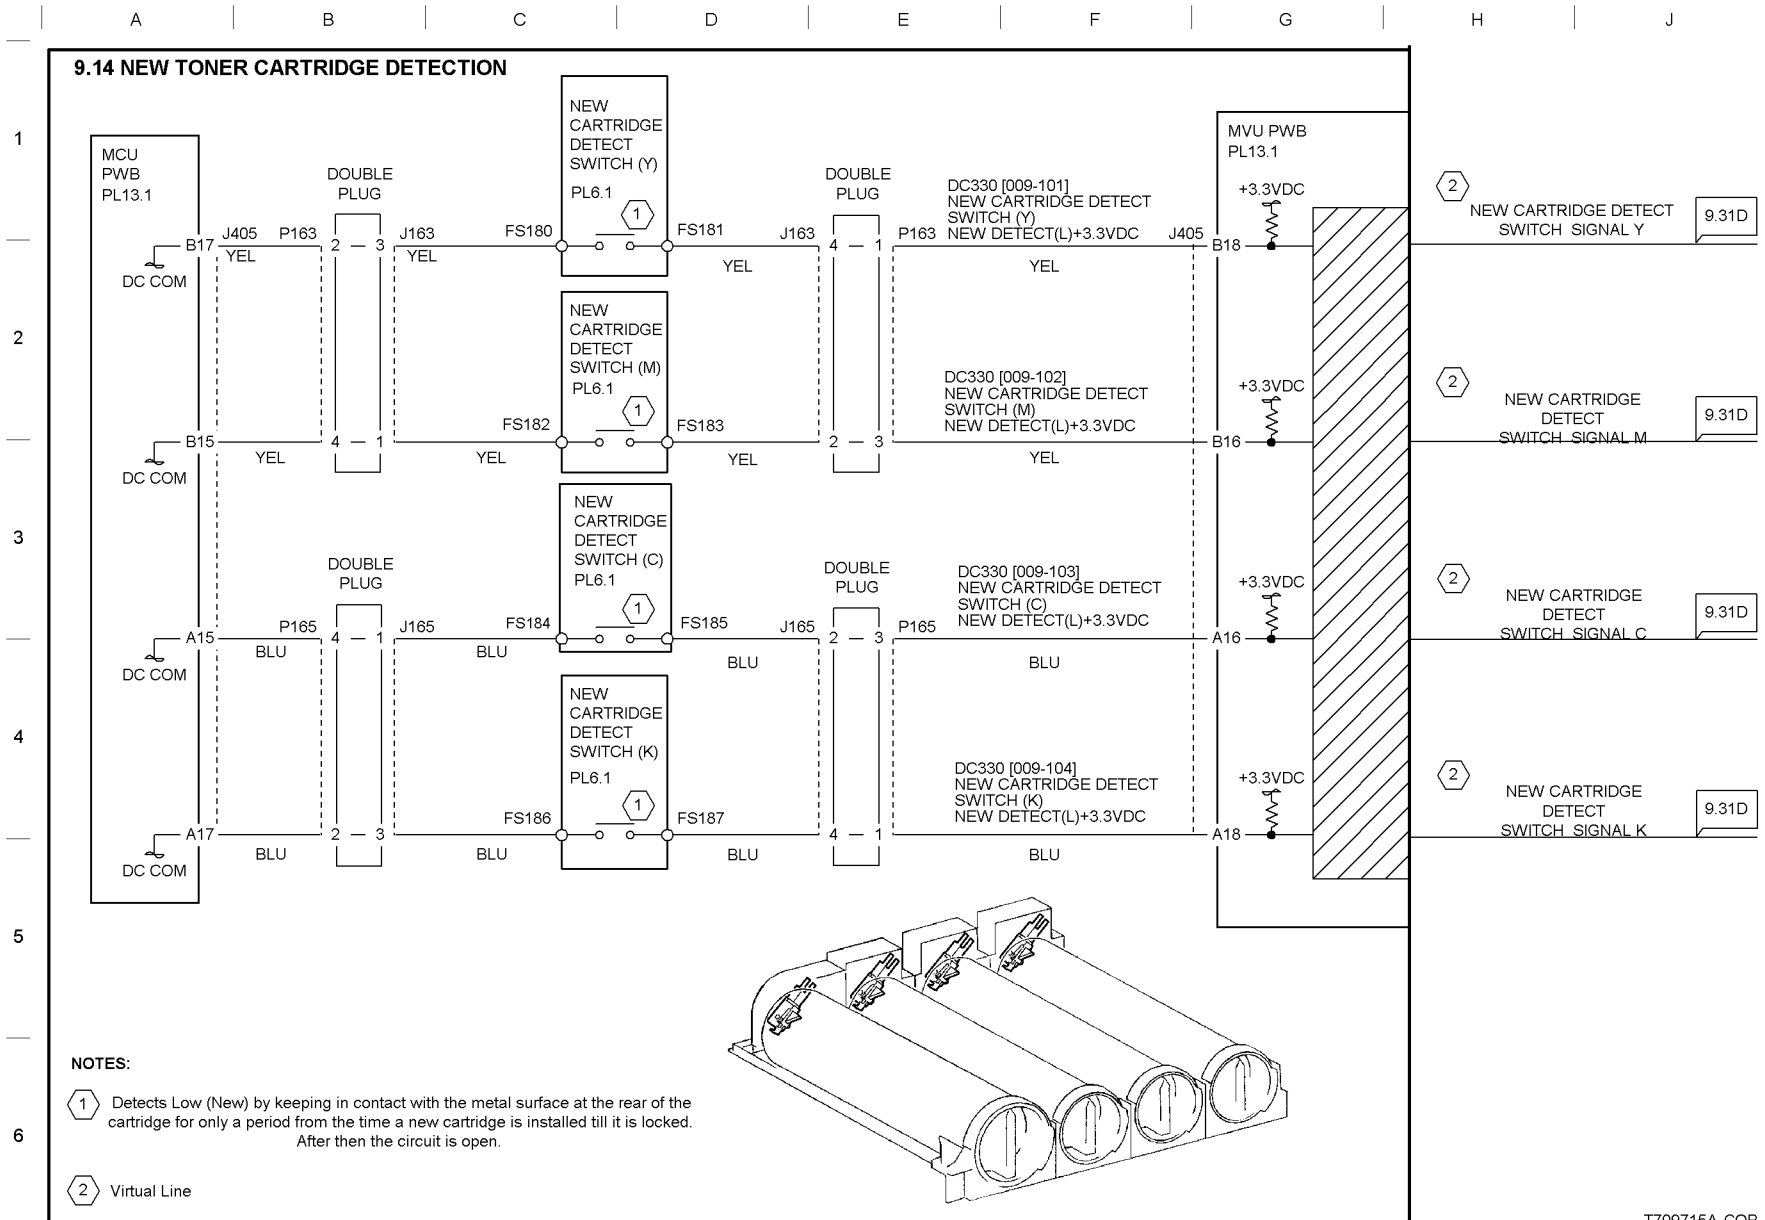 A B C D E F G H J
9.14 NEW TONER CARTRIDGE DETECTION
1
2
3
4
5
6
MCU
PWB
PL13.1
B17
DC COM
B15
DC COM
A15
DC COM
A17
DC COM
J405
YEL
P163
DOUBLE
PLUG
2 3
4 1
J163
YEL
YEL
YEL
FS180
FS182
NEW
CARTRIDGE
DETECT
SWITCH (Y)
PL6.1
1
FS181
YEL
NEW
CARTRIDGE
DETECT
SWITCH (M)
PL6.1
1
FS183
YEL
P165
BLU
DOUBLE
PLUG
4 1
2 3
J165
BLU
BLU
BLU
FS184
FS186
NEW
CARTRIDGE
DETECT
SWITCH (C)
PL6.1
1
FS185
BLU
NEW
CARTRIDGE
DETECT
SWITCH (K)
PL6.1
1
FS187
BLU
J163
DOUBLE
PLUG
4 1
2 3
P163
J165
DOUBLE
PLUG
2 3
4 1
P165
DC330 [009-101]
NEW CARTRIDGE DETECT
SWITCH (Y)
NEW DETECT(L)+3.3VDC
J405
YEL
DC330 [009-102]
NEW CARTRIDGE DETECT
SWITCH (M)
NEW DETECT(L)+3.3VDC
YEL
DC330 [009-103]
NEW CARTRIDGE DETECT
SWITCH (C)
NEW DETECT(L)+3.3VDC
BLU
DC330 [009-104]
NEW CARTRIDGE DETECT
SWITCH (K)
NEW DETECT(L)+3.3VDC
BLU
MVU PWB
PL13.1
+3.3VDC
B18
+3.3VDC
B16
+3.3VDC
A16
+3.3VDC
A18
2
NEW CARTRIDGE DETECT
SWITCH SIGNAL Y
9.31D
2
NEW CARTRIDGE
DETECT
SWITCH SIGNAL M
9.31D
2
NEW CARTRIDGE
DETECT
SWITCH SIGNAL C
9.31D
2
NEW CARTRIDGE
DETECT
SWITCH SIGNAL K
9.31D
NOTES:
1 Detects Low (New) by keeping in contact with the metal surface at the rear of the
cartridge for only a period from the time a new cartridge is installed till it is locked.
After then the circuit is open.
2 Virtual Line